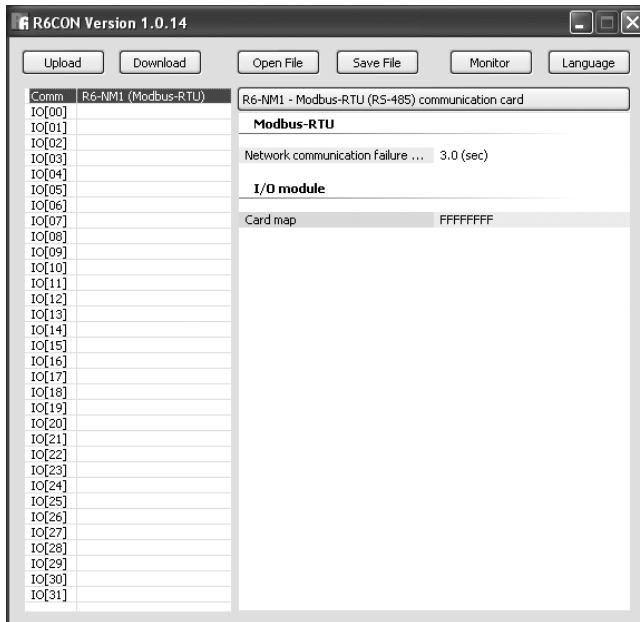 R6CON Version 1.0.14
Upload Download Open File Save File Monitor Language
Comm R6-NM1 (Modbus-RTU)
IO[00]
IO[01]
IO[02]
IO[03]
IO[04]
IO[05]
IO[06]
IO[07]
IO[08]
IO[09]
IO[10]
IO[11]
IO[12]
IO[13]
IO[14]
IO[15]
IO[16]
IO[17]
IO[18]
IO[19]
IO[20]
IO[21]
IO[22]
IO[23]
IO[24]
IO[25]
IO[26]
IO[27]
IO[28]
IO[29]
IO[30]
IO[31]
R6-NM1 - Modbus-RTU (RS-485) communication card
Modbus-RTU
Network communication failure ... 3.0 (sec)
I/O module
Card map FFFFFFFF